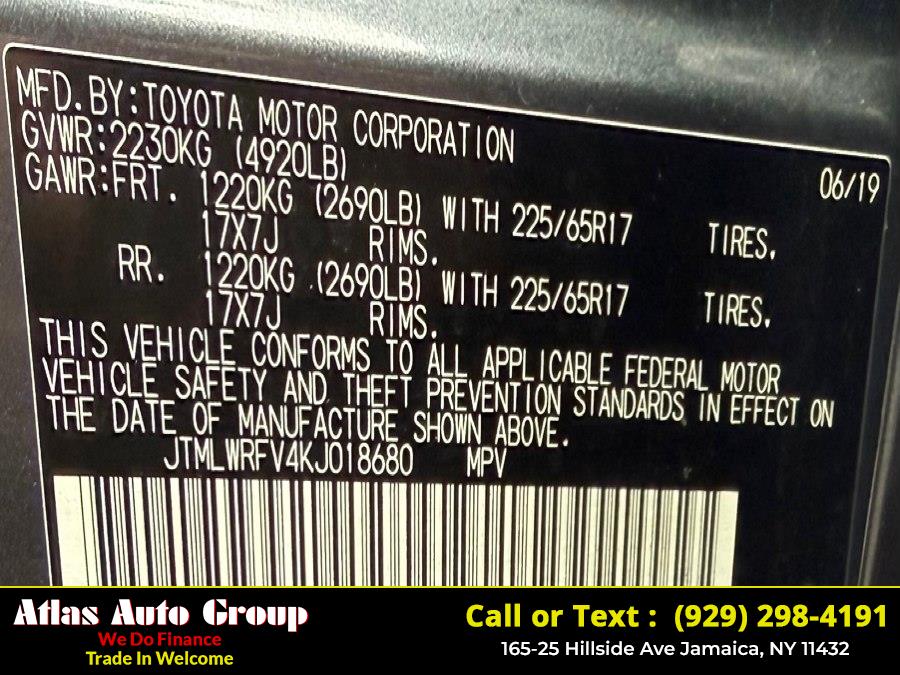 MFD.BY:TOYOTA MOTOR CORPORATION 06/19
GVWR:2230KG (4920LB)
GAWR:FRT. 1220KG (2690LB) WITH 225/65R17 TIRES.
17X7J RIMS.
RR. 1220KG (2690LB) WITH 225/65R17 TIRES.
17X7J RIMS.
THIS VEHICLE CONFORMS TO ALL APPLICABLE FEDERAL MOTOR
VEHICLE SAFETY AND THEFT PREVENTION STANDARDS IN EFFECT ON
THE DATE OF MANUFACTURE SHOWN ABOVE.
JTMLWRFV4KJ018680 MPV
Atlas Auto Group
We Do FInance
Trade In Welcome
Call or Text : (929) 298-4191
165-25 Hillside Ave Jamaica, NY 11432